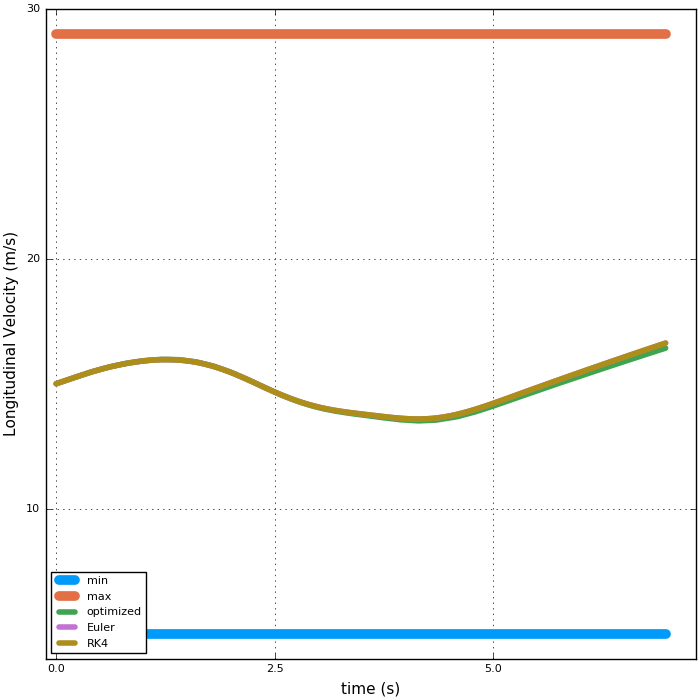 30
20
10
Longitudinal Velocity (m/s)
min
max
optimized
Euler
RK4
0.0
2.5
5.0
time (s)